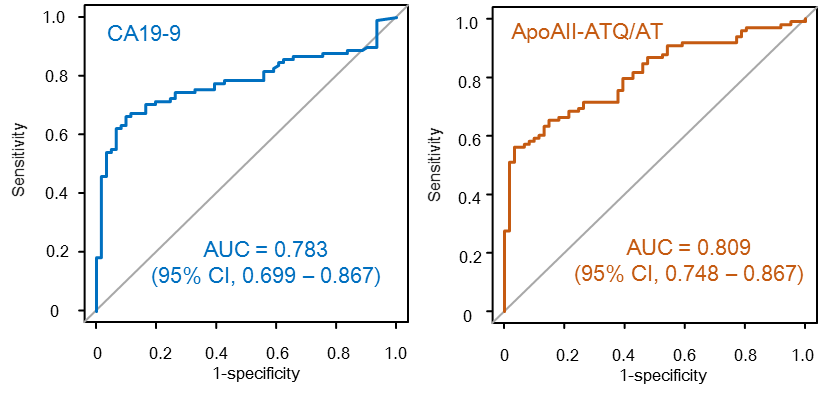 CA19-9
1.0
0.8
0.6
0.4
0.2
0
Sensitivity
AUC = 0.783
(95% CI, 0.699 – 0.867)
0 0.2 0.4 0.6 0.8 1.0
1-specificity
ApoAII-ATQ/AT
1.0
0.8
0.6
0.4
0.2
0
Sensitivity
AUC = 0.809
(95% CI, 0.748 – 0.867)
0 0.2 0.4 0.6 0.8 1.0
1-specificity